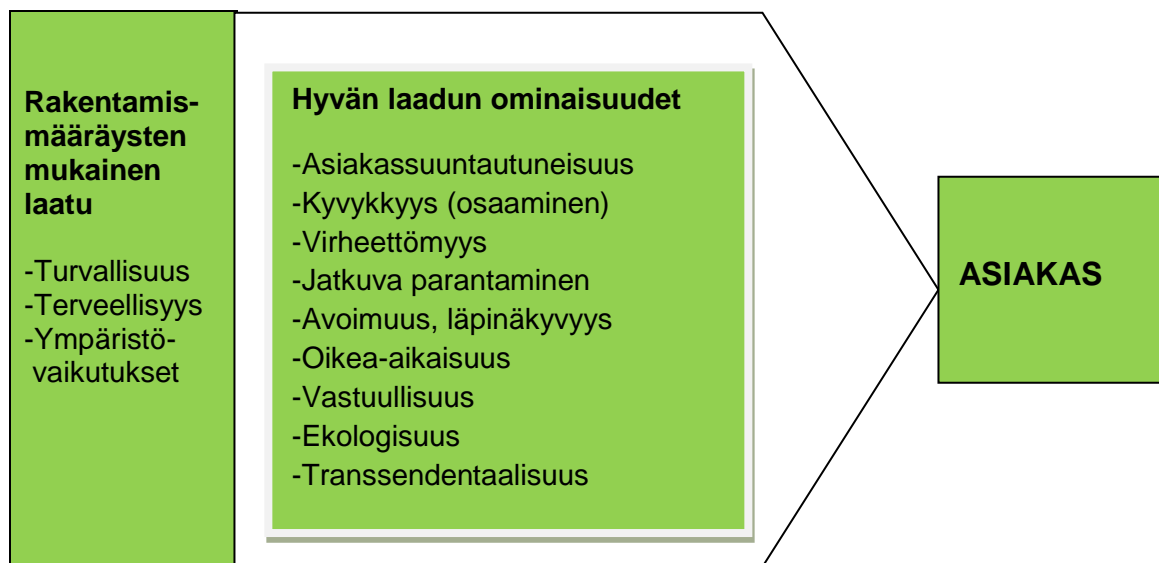 Rakentamis-
määräysten
mukainen
laatu
-Turvallisuus
-Terveellisyys
-Ympäristö-
vaikutukset
Hyvän laadun ominaisuudet
-Asiakassuuntautuneisuus
-Kyvykkyys (osaaminen)
-Virheettömyys
-Jatkuva parantaminen
-Avoimuus, läpinäkyvyys
-Oikea-aikaisuus
-Vastuullisuus
-Ekologisuus
-Transsendentaalisuus
ASIAKAS